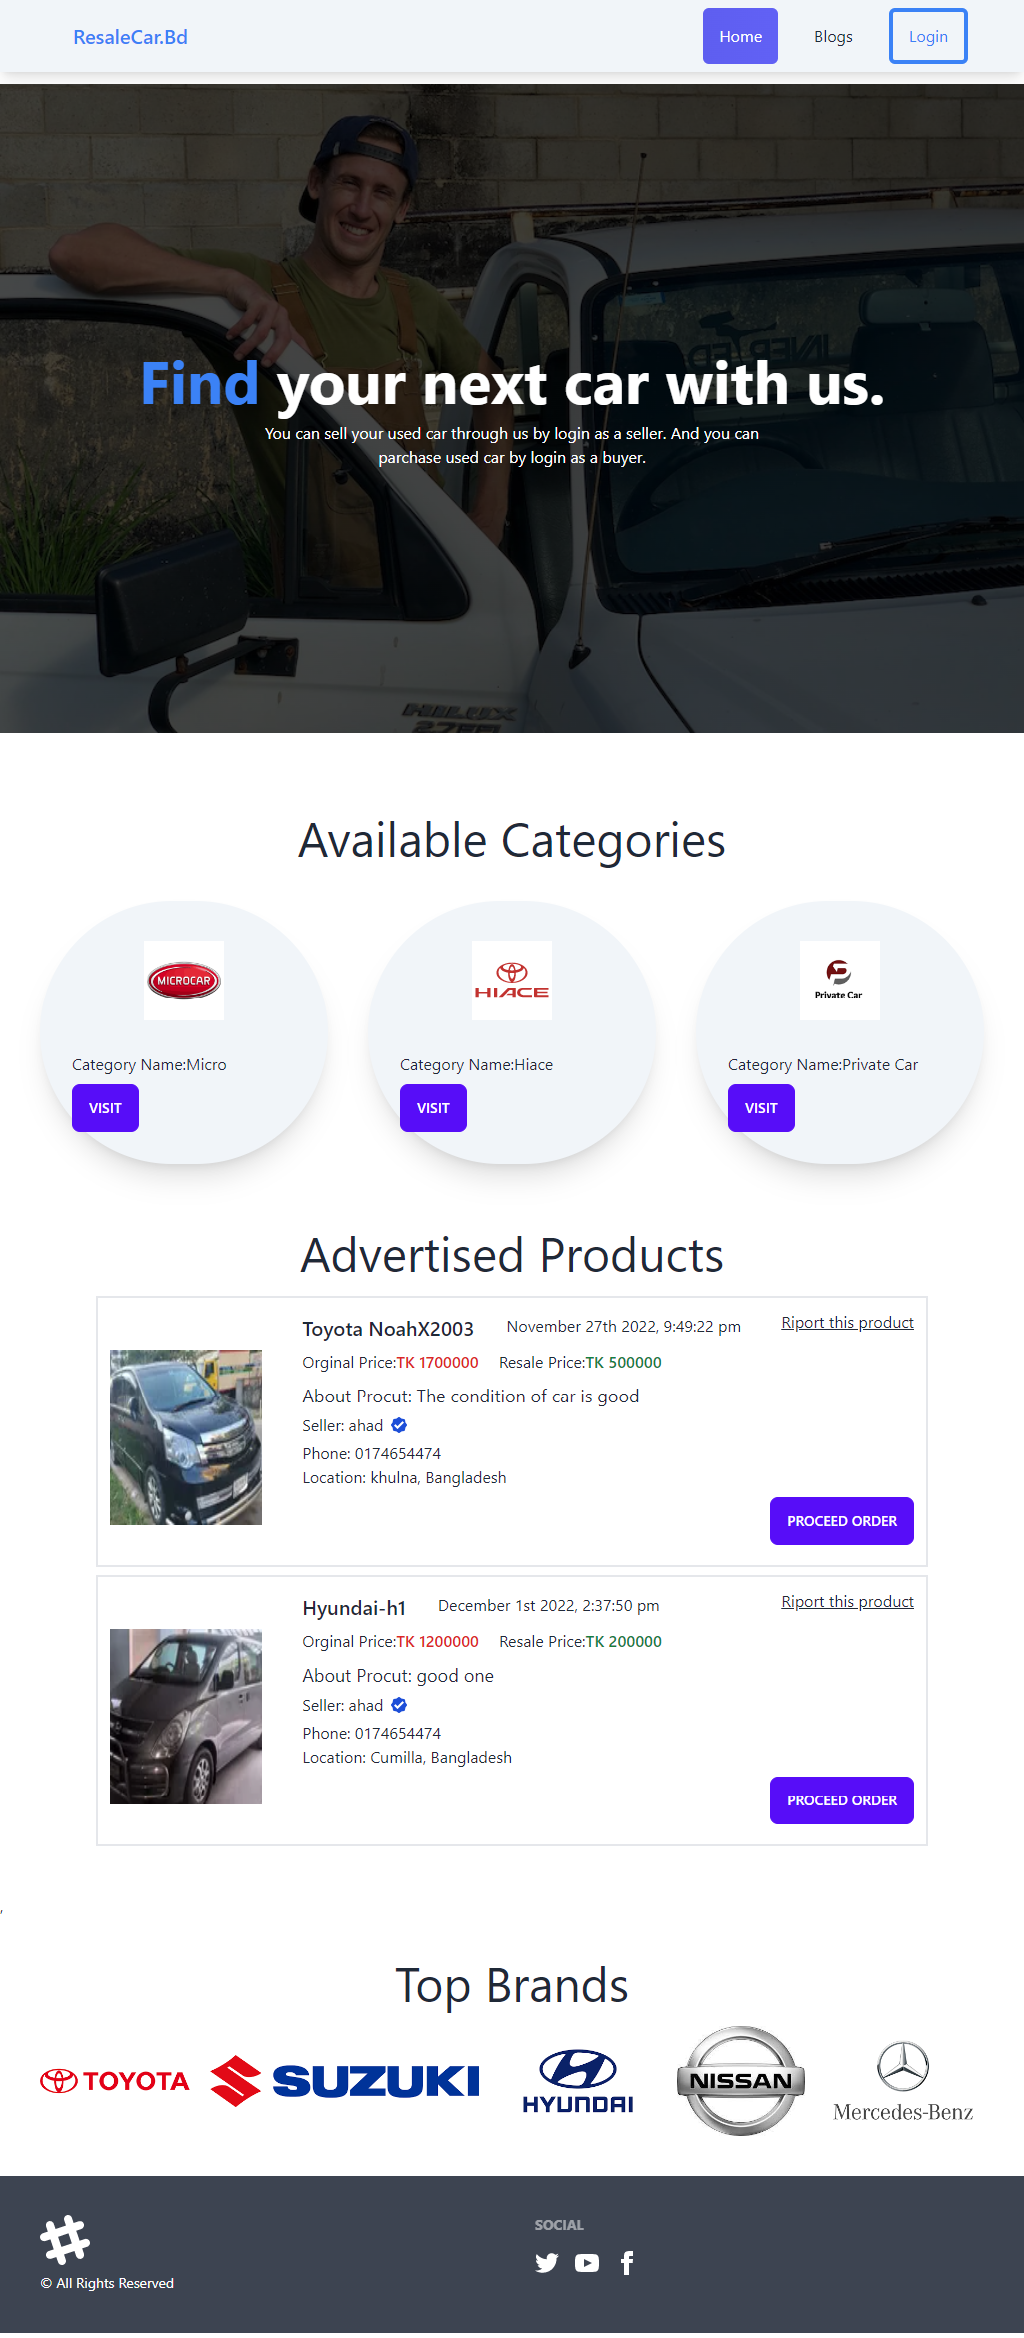 ResaleCar.Bd
Home
Blogs
Login
Find your next car with us.
You can sell your used car through us by login as a seller. And you can
parchase used car by login as a buyer.
HILUX
Available Categories
MICROCAR
HIACE
Private Car
Category Name:Micro
Category Name:Hiace
Category Name:Private Car
VISIT
VISIT
VISIT
Advertised Products
Toyota NoahX2003
November 27th 2022, 9:49:22 pm
Riport this product
Orginal Price:TK 1700000
Resale Price:TK 500000
About Procut: The condition of car is good
Seller: ahad
Phone: 0174654474
Location: khulna, Bangladesh
PROCEED ORDER
Hyundai-h1
December 1st 2022, 2:37:50 pm
Riport this product
Orginal Price:TK 1200000
Resale Price:TK 200000
About Procut: good one
Seller: ahad
Phone: 0174654474
Location: Cumilla, Bangladesh
PROCEED ORDER
,
Top Brands
TOYOTA
SUZUKI
HYUNDAI
NISSAN
Mercedes-Benz
SOCIAL
© All Rights Reserved